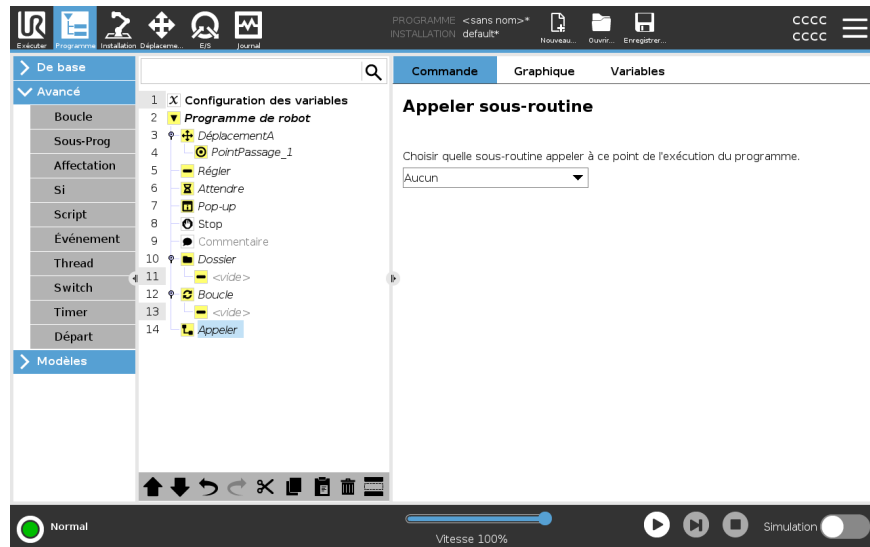 PROGRAMME <sans nom>*
INSTALLATION default*
CCCC
CCCC
Exécuter Programme Installation Déplaceme... E/S Journal Nouveau... Ouvrir... Enregistrer...
De base
Avancé
Boucle
Sous-Prog
Affectation
Si
Script
Événement
Thread
Switch
Timer
Départ
Modèles
1 X Configuration des variables
2 Programme de robot
3 DéplacementA
4 PointPassage_1
5 Régler
6 Attendre
7 Pop-up
8 Stop
9 Commentaire
10 Dossier
11 <vide>
12 Boucle
13 <vide>
14 Appeler
Commande Graphique Variables
Appeler sous-routine
Choisir quelle sous-routine appeler à ce point de l'exécution du programme.
Aucun
Normal
Vitesse 100%
Simulation